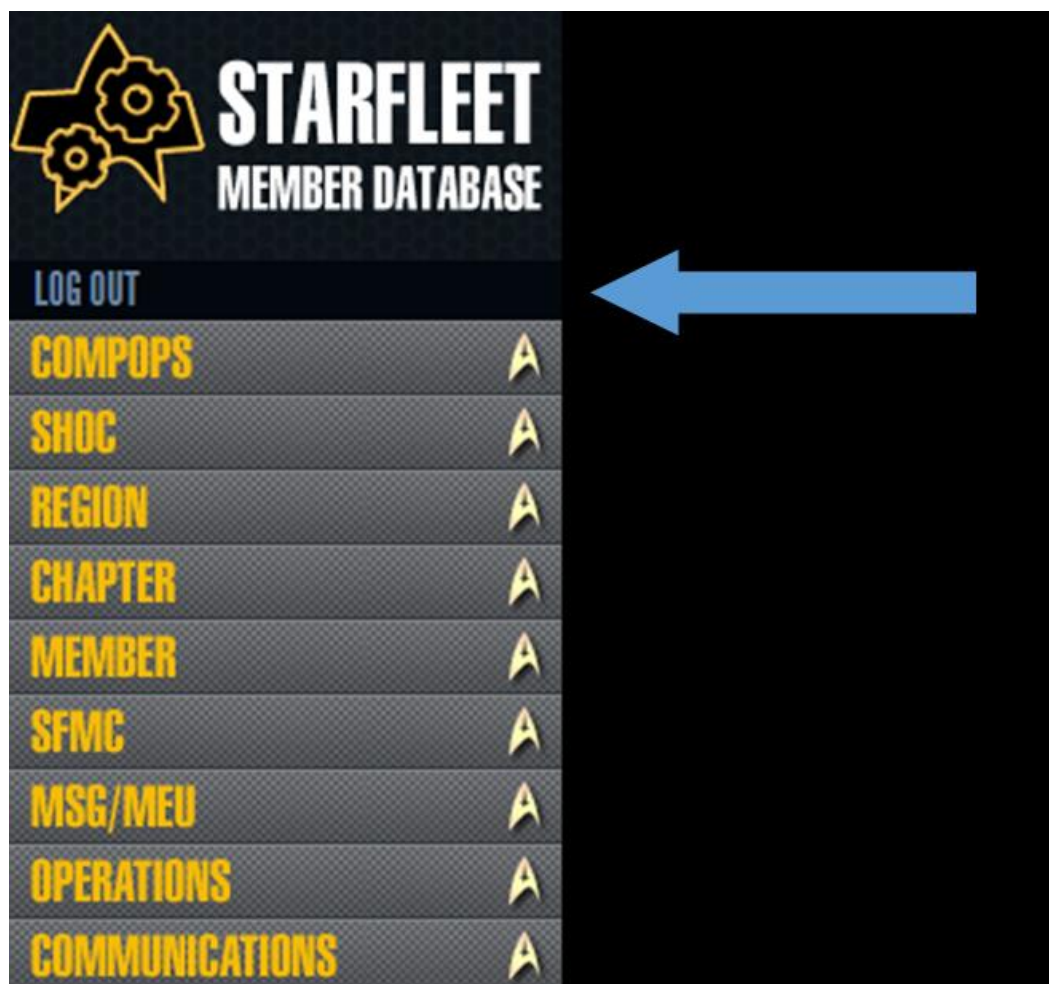 STARFLEET
MEMBER DATABASE
LOG OUT
COMPOPS
SHOC
REGION
CHAPTER
MEMBER
SFMC
MSG/MEU
OPERATIONS
COMMUNICATIONS